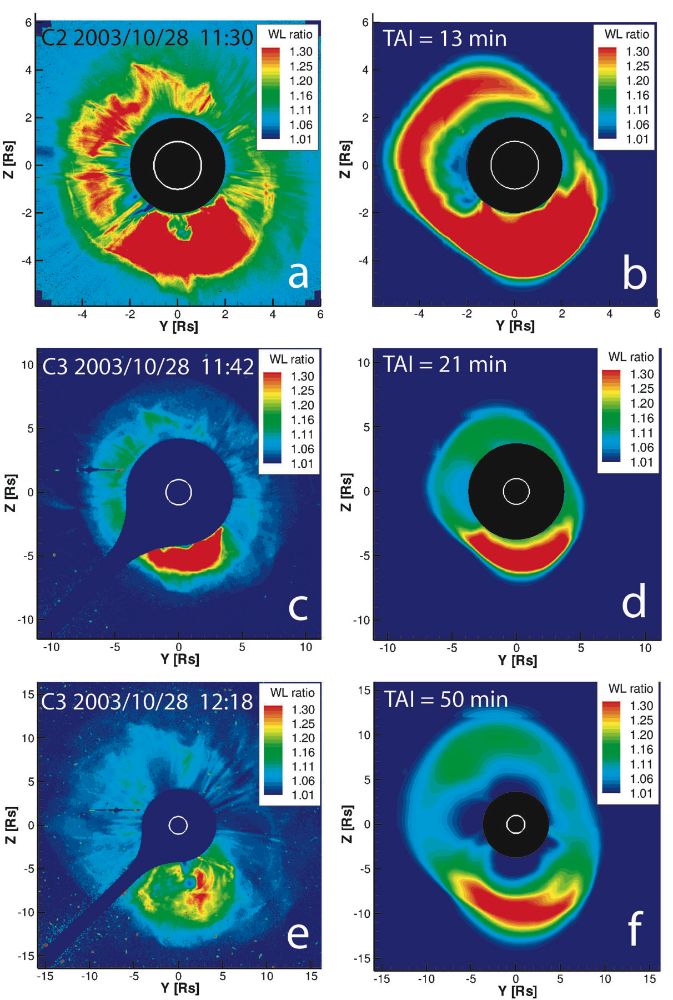 C2 2003/10/28 11:30
WL ratio
1.30
1.25
1.20
1.16
1.11
1.06
1.01
6
4
2
0
-2
-4
Z [Rs]
-4 -2 0 2 4 6
Y [Rs]
a
TAI = 13 min
WL ratio
1.30
1.25
1.20
1.16
1.11
1.06
1.01
6
4
2
0
-2
-4
Z [Rs]
-4 -2 0 2 4 6
Y [Rs]
b
C3 2003/10/28 11:42
WL ratio
1.30
1.25
1.20
1.16
1.11
1.06
1.01
10
5
0
-5
-10
Z [Rs]
-10 -5 0 5 10
Y [Rs]
c
TAI = 21 min
WL ratio
1.30
1.25
1.20
1.16
1.11
1.06
1.01
10
5
0
-5
-10
Z [Rs]
-10 -5 0 5 10
Y [Rs]
d
C3 2003/10/28 12:18
WL ratio
1.30
1.25
1.20
1.16
1.11
1.06
1.01
15
10
5
0
-5
-10
-15
Z [Rs]
-15 -10 -5 0 5 10 15
Y [Rs]
e
TAI = 50 min
WL ratio
1.30
1.25
1.20
1.16
1.11
1.06
1.01
15
10
5
0
-5
-10
-15
Z [Rs]
-15 -10 -5 0 5 10 15
Y [Rs]
f